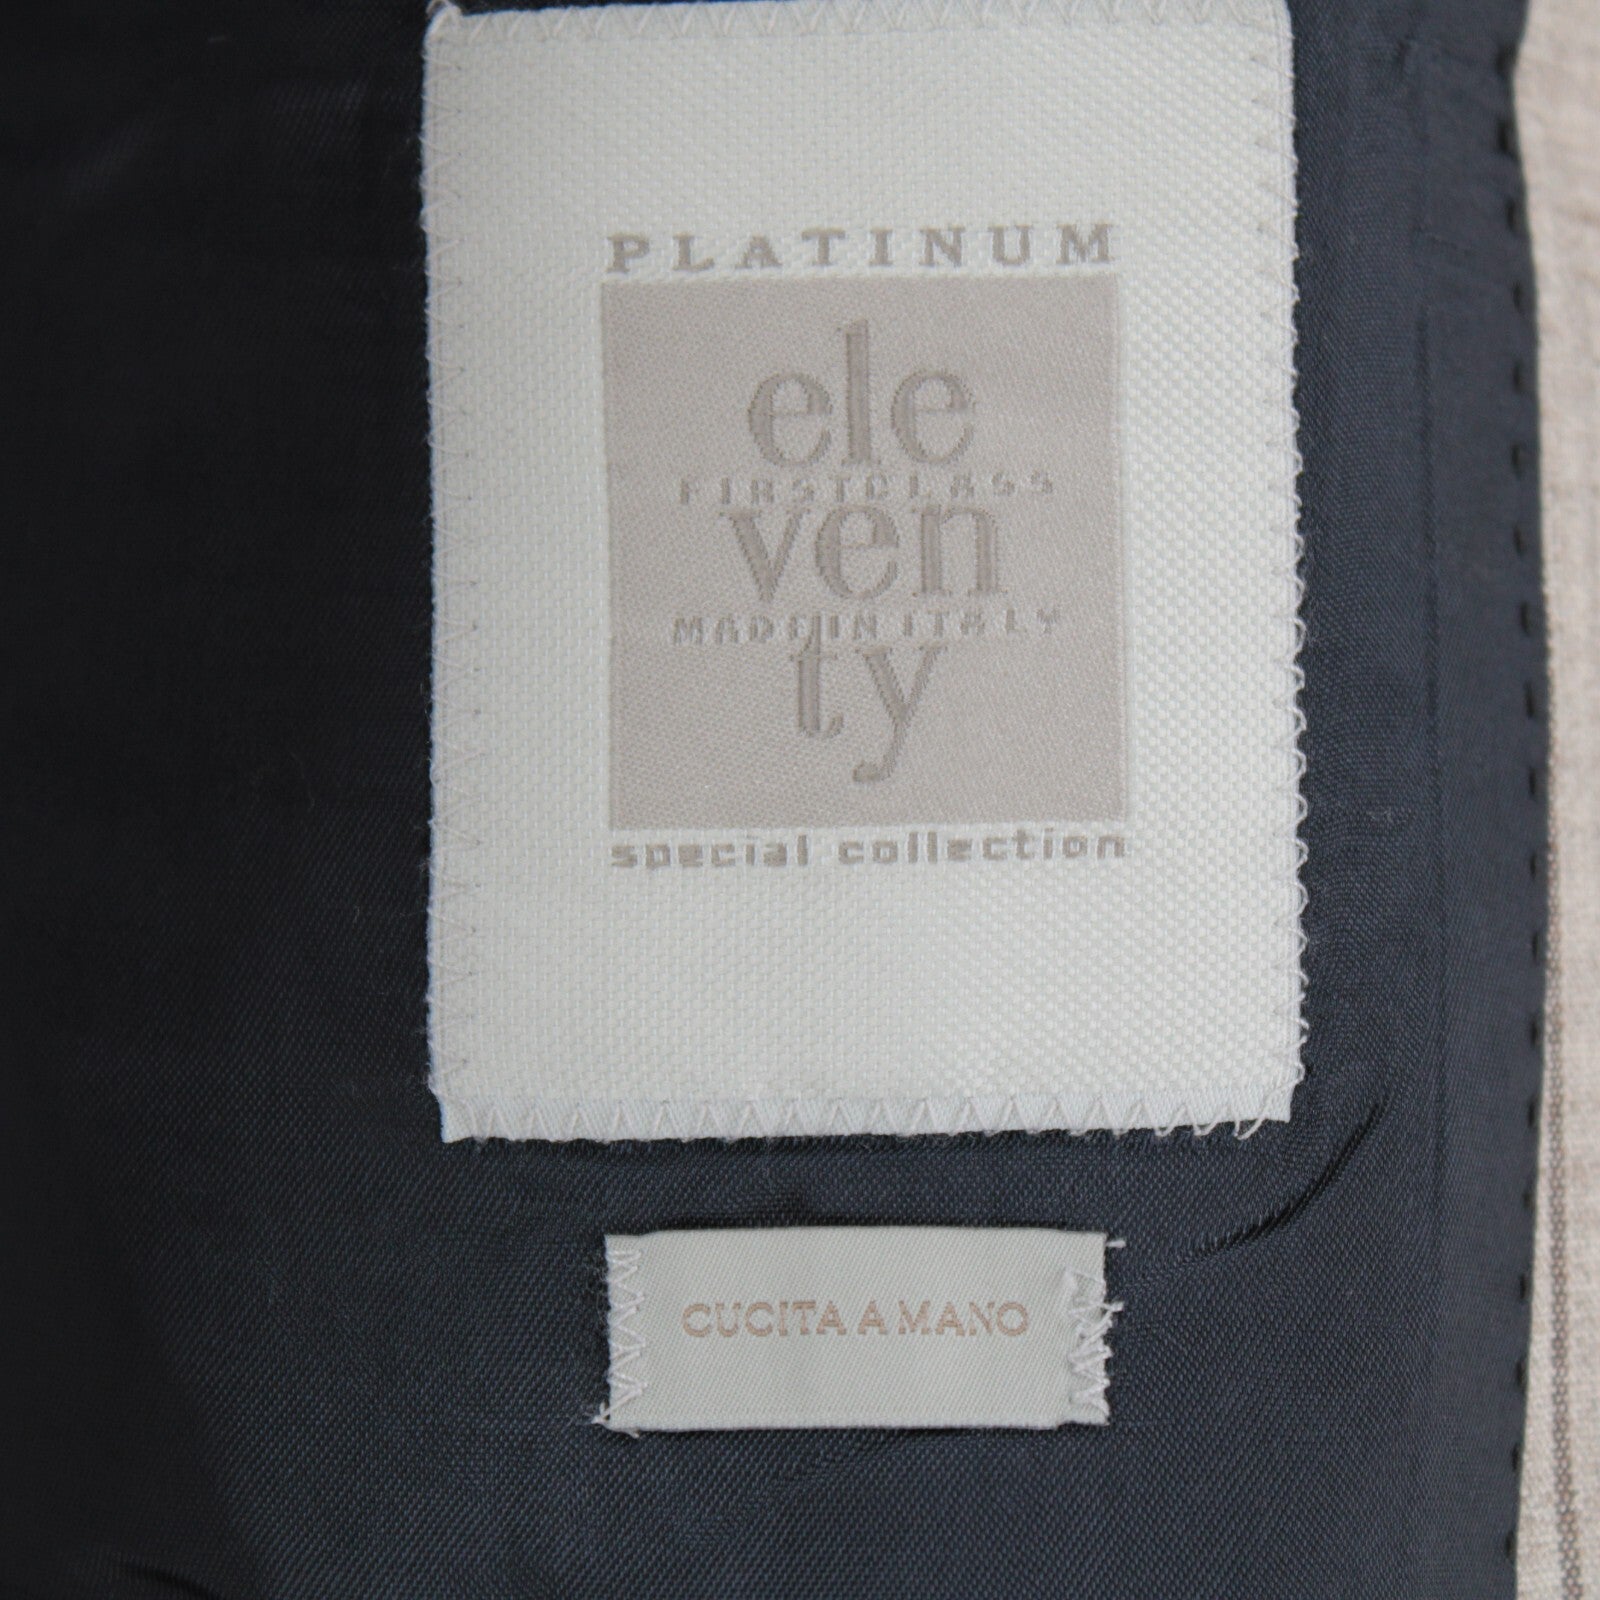 PLATINUM
ele
FIRSTCLASS
ven
MADE IN ITALY
ty
special collection
CUCITA A MANO